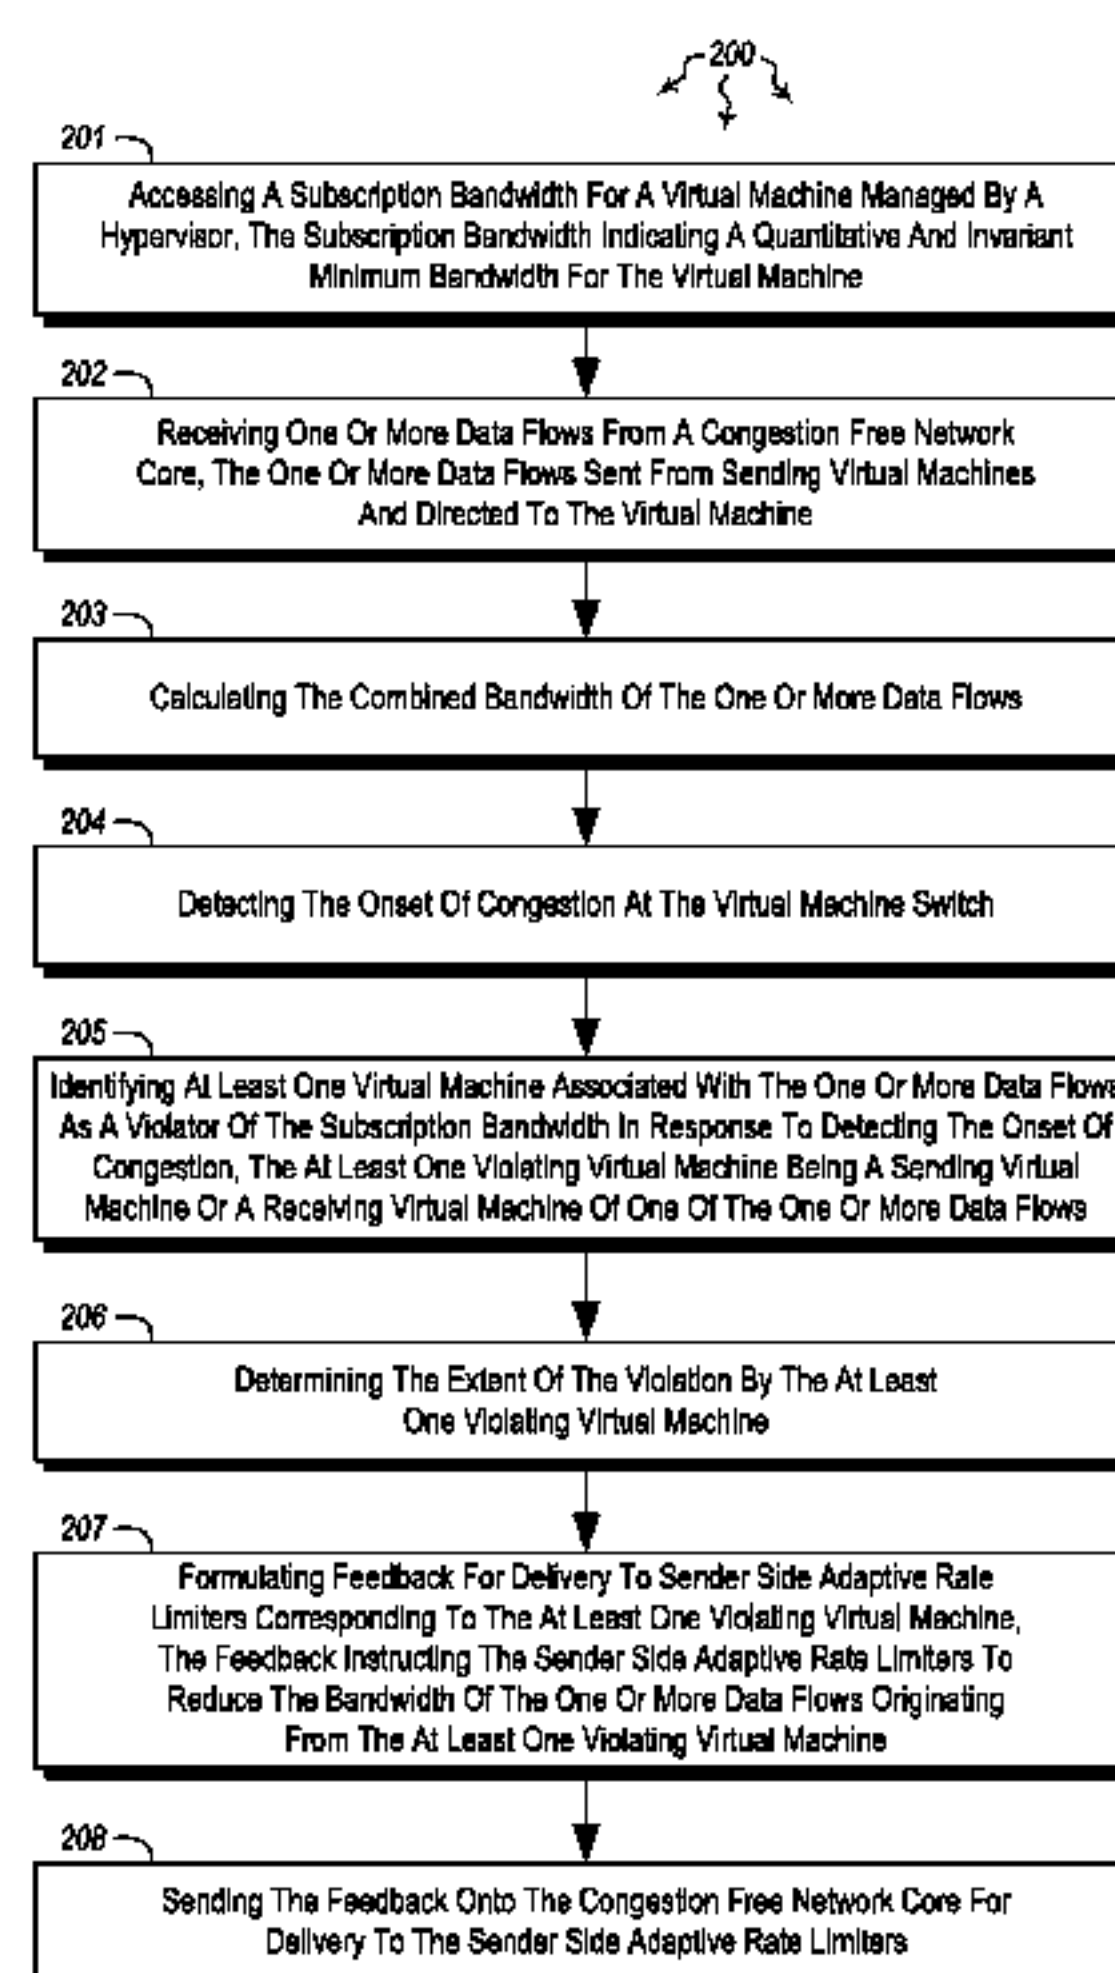 200
201
Accessing A Subscription Bandwidth For A Virtual Machine Managed By A
Hypervisor, The Subscription Bandwidth Indicating A Quantitative And Invariant
Minimum Bandwidth For The Virtual Machine
202
Receiving One Or More Data Flows From A Congestion Free Network
Core, The One Or More Data Flows Sent From Sending Virtual Machines
And Directed To The Virtual Machine
203
Calculating The Combined Bandwidth Of The One Or More Data Flows
204
Detecting The Onset Of Congestion At The Virtual Machine Switch
205
Identifying At Least One Virtual Machine Associated With The One Or More Data Flows
As A Violator Of The Subscription Bandwidth In Response To Detecting The Onset Of
Congestion, The At Least One Violating Virtual Machine Being A Sending Virtual
Machine Or A Receiving Virtual Machine Of One Of The One Or More Data Flows
206
Determining The Extent Of The Violation By The At Least
One Violating Virtual Machine
207
Formulating Feedback For Delivery To Sender Side Adaptive Rate
Limiters Corresponding To The At Least One Violating Virtual Machine,
The Feedback Instructing The Sender Side Adaptive Rate Limiters To
Reduce The Bandwidth Of The One Or More Data Flows Originating
From The At Least One Violating Virtual Machine
208
Sending The Feedback Onto The Congestion Free Network Core For
Delivery To The Sender Side Adaptive Rate Limiters